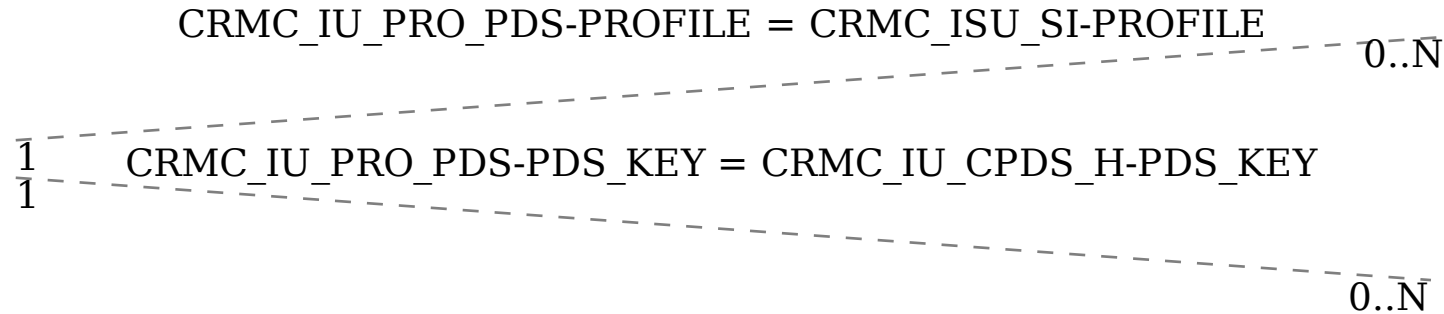 CRMC_IU_PRO_PDS-PROFILE = CRMC_ISU_SI-PROFILE
0..N
1
CRMC_IU_PRO_PDS-PDS_KEY = CRMC_IU_CPDS_H-PDS_KEY
1
0..N